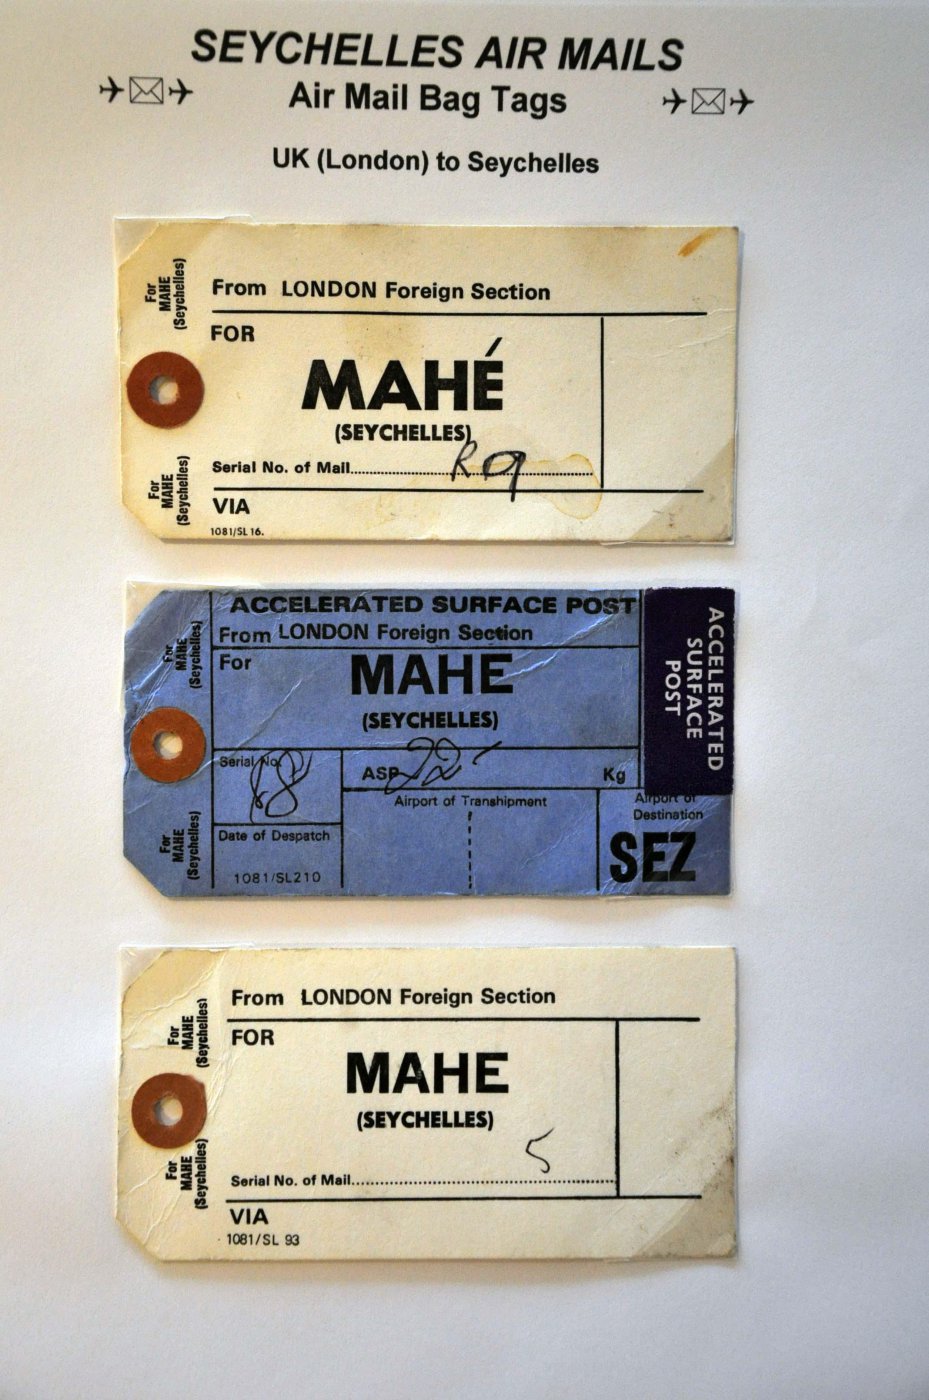 SEYCHELLES AIR MAILS
Air Mail Bag Tags
UK (London) to Seychelles
For
MAHE
(Seychelles)
For
MAHE
(Seychelles)
From LONDON Foreign Section
FOR
MAHÉ
(SEYCHELLES)
Serial No. of Mail R9
VIA
1081/SL 16.
For
MAHE
(Seychelles)
For
MAHE
(Seychelles)
ACCELERATED SURFACE POST
From LONDON Foreign Section
For
MAHE
(SEYCHELLES)
Serial No.
18
ASP 22 Kg
Airport of Transhipment
Airport of
Destination
SEZ
Date of Despatch
1081/SL210
ACCELERATED
SURFACE
POST
For
MAHE
(Seychelles)
For
MAHE
(Seychelles)
From LONDON Foreign Section
FOR
MAHE
(SEYCHELLES)
Serial No. of Mail 5
VIA
1081/SL 93